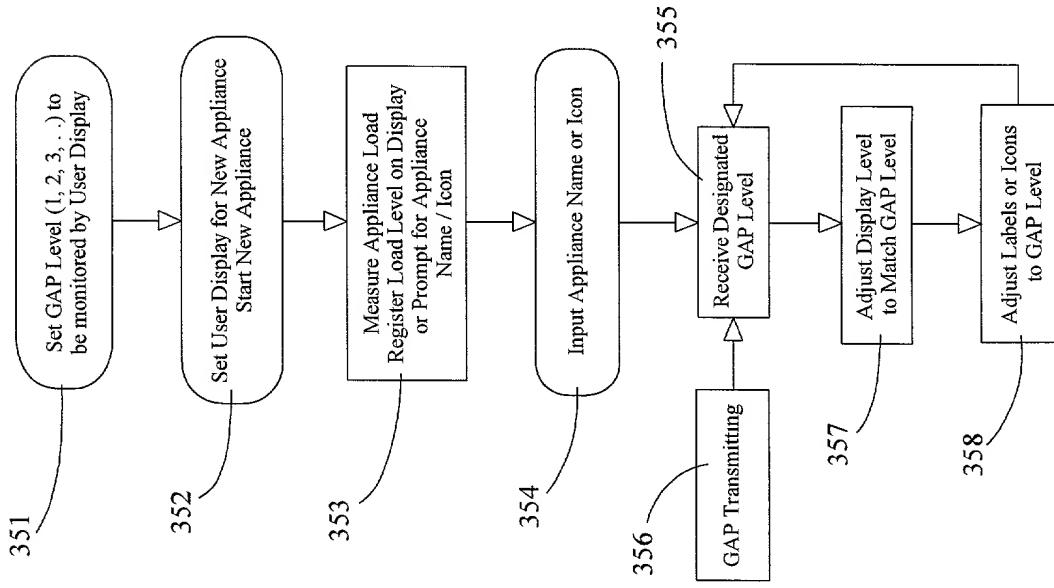 351
Set GAP Level (1, 2, 3, . .) to
be monitored by User Display
352
Set User Display for New Appliance
Start New Appliance
353
Measure Appliance Load
Register Load Level on Display
or Prompt for Appliance
Name / Icon
354
Input Appliance Name or Icon
355
Receive Designated
GAP Level
356
GAP Transmitting
357
Adjust Display Level
to Match GAP Level
358
Adjust Labels or Icons
to GAP Level